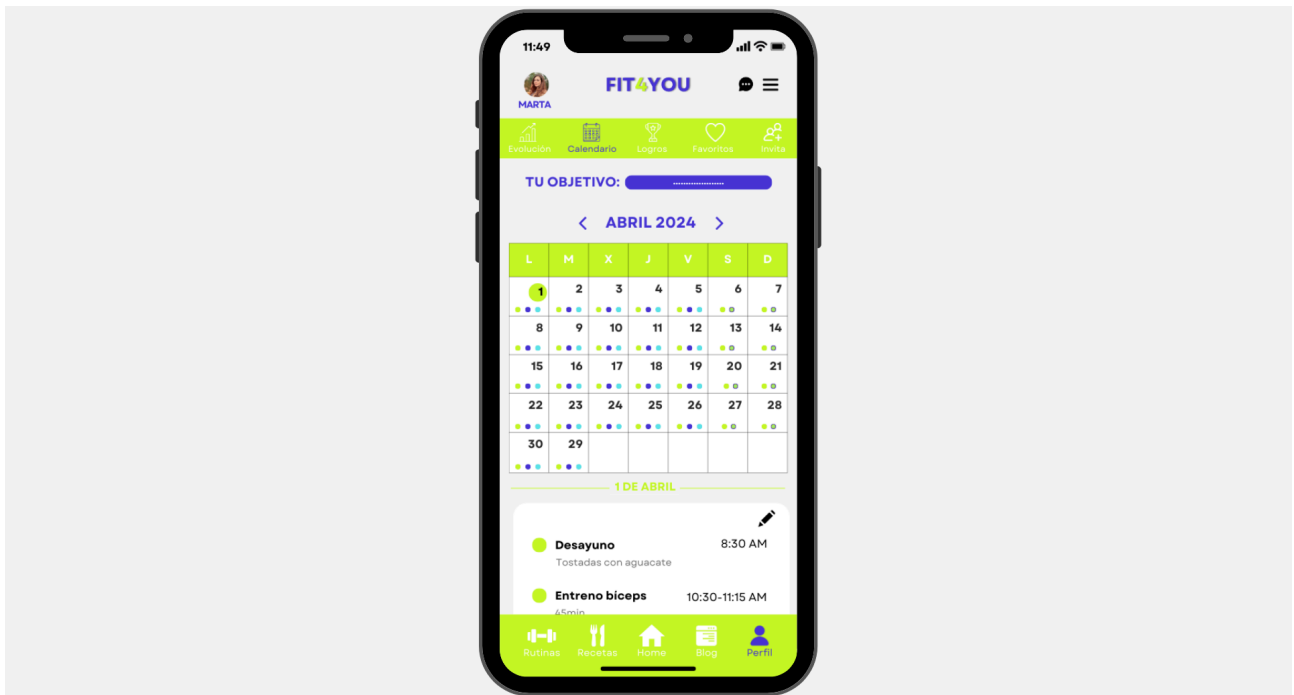 11:49
FIT4YOU
MARTA
Evolución Calendario Logros Favoritos Invita
TU OBJETIVO: ....................
< ABRIL 2024 >
L M X J V S D
1 2 3 4 5 6 7
8 9 10 11 12 13 14
15 16 17 18 19 20 21
22 23 24 25 26 27 28
30 29
1 DE ABRIL
Desayuno 8:30 AM
Tostadas con aguacate
Entreno bíceps 10:30-11:15 AM
45min
Rutinas Recetas Home Blog Perfil